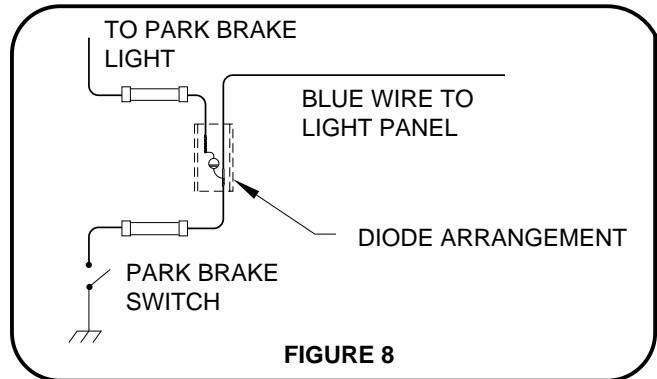 TO PARK BRAKE
LIGHT
BLUE WIRE TO
LIGHT PANEL
DIODE ARRANGEMENT
PARK BRAKE
SWITCH
FIGURE 8